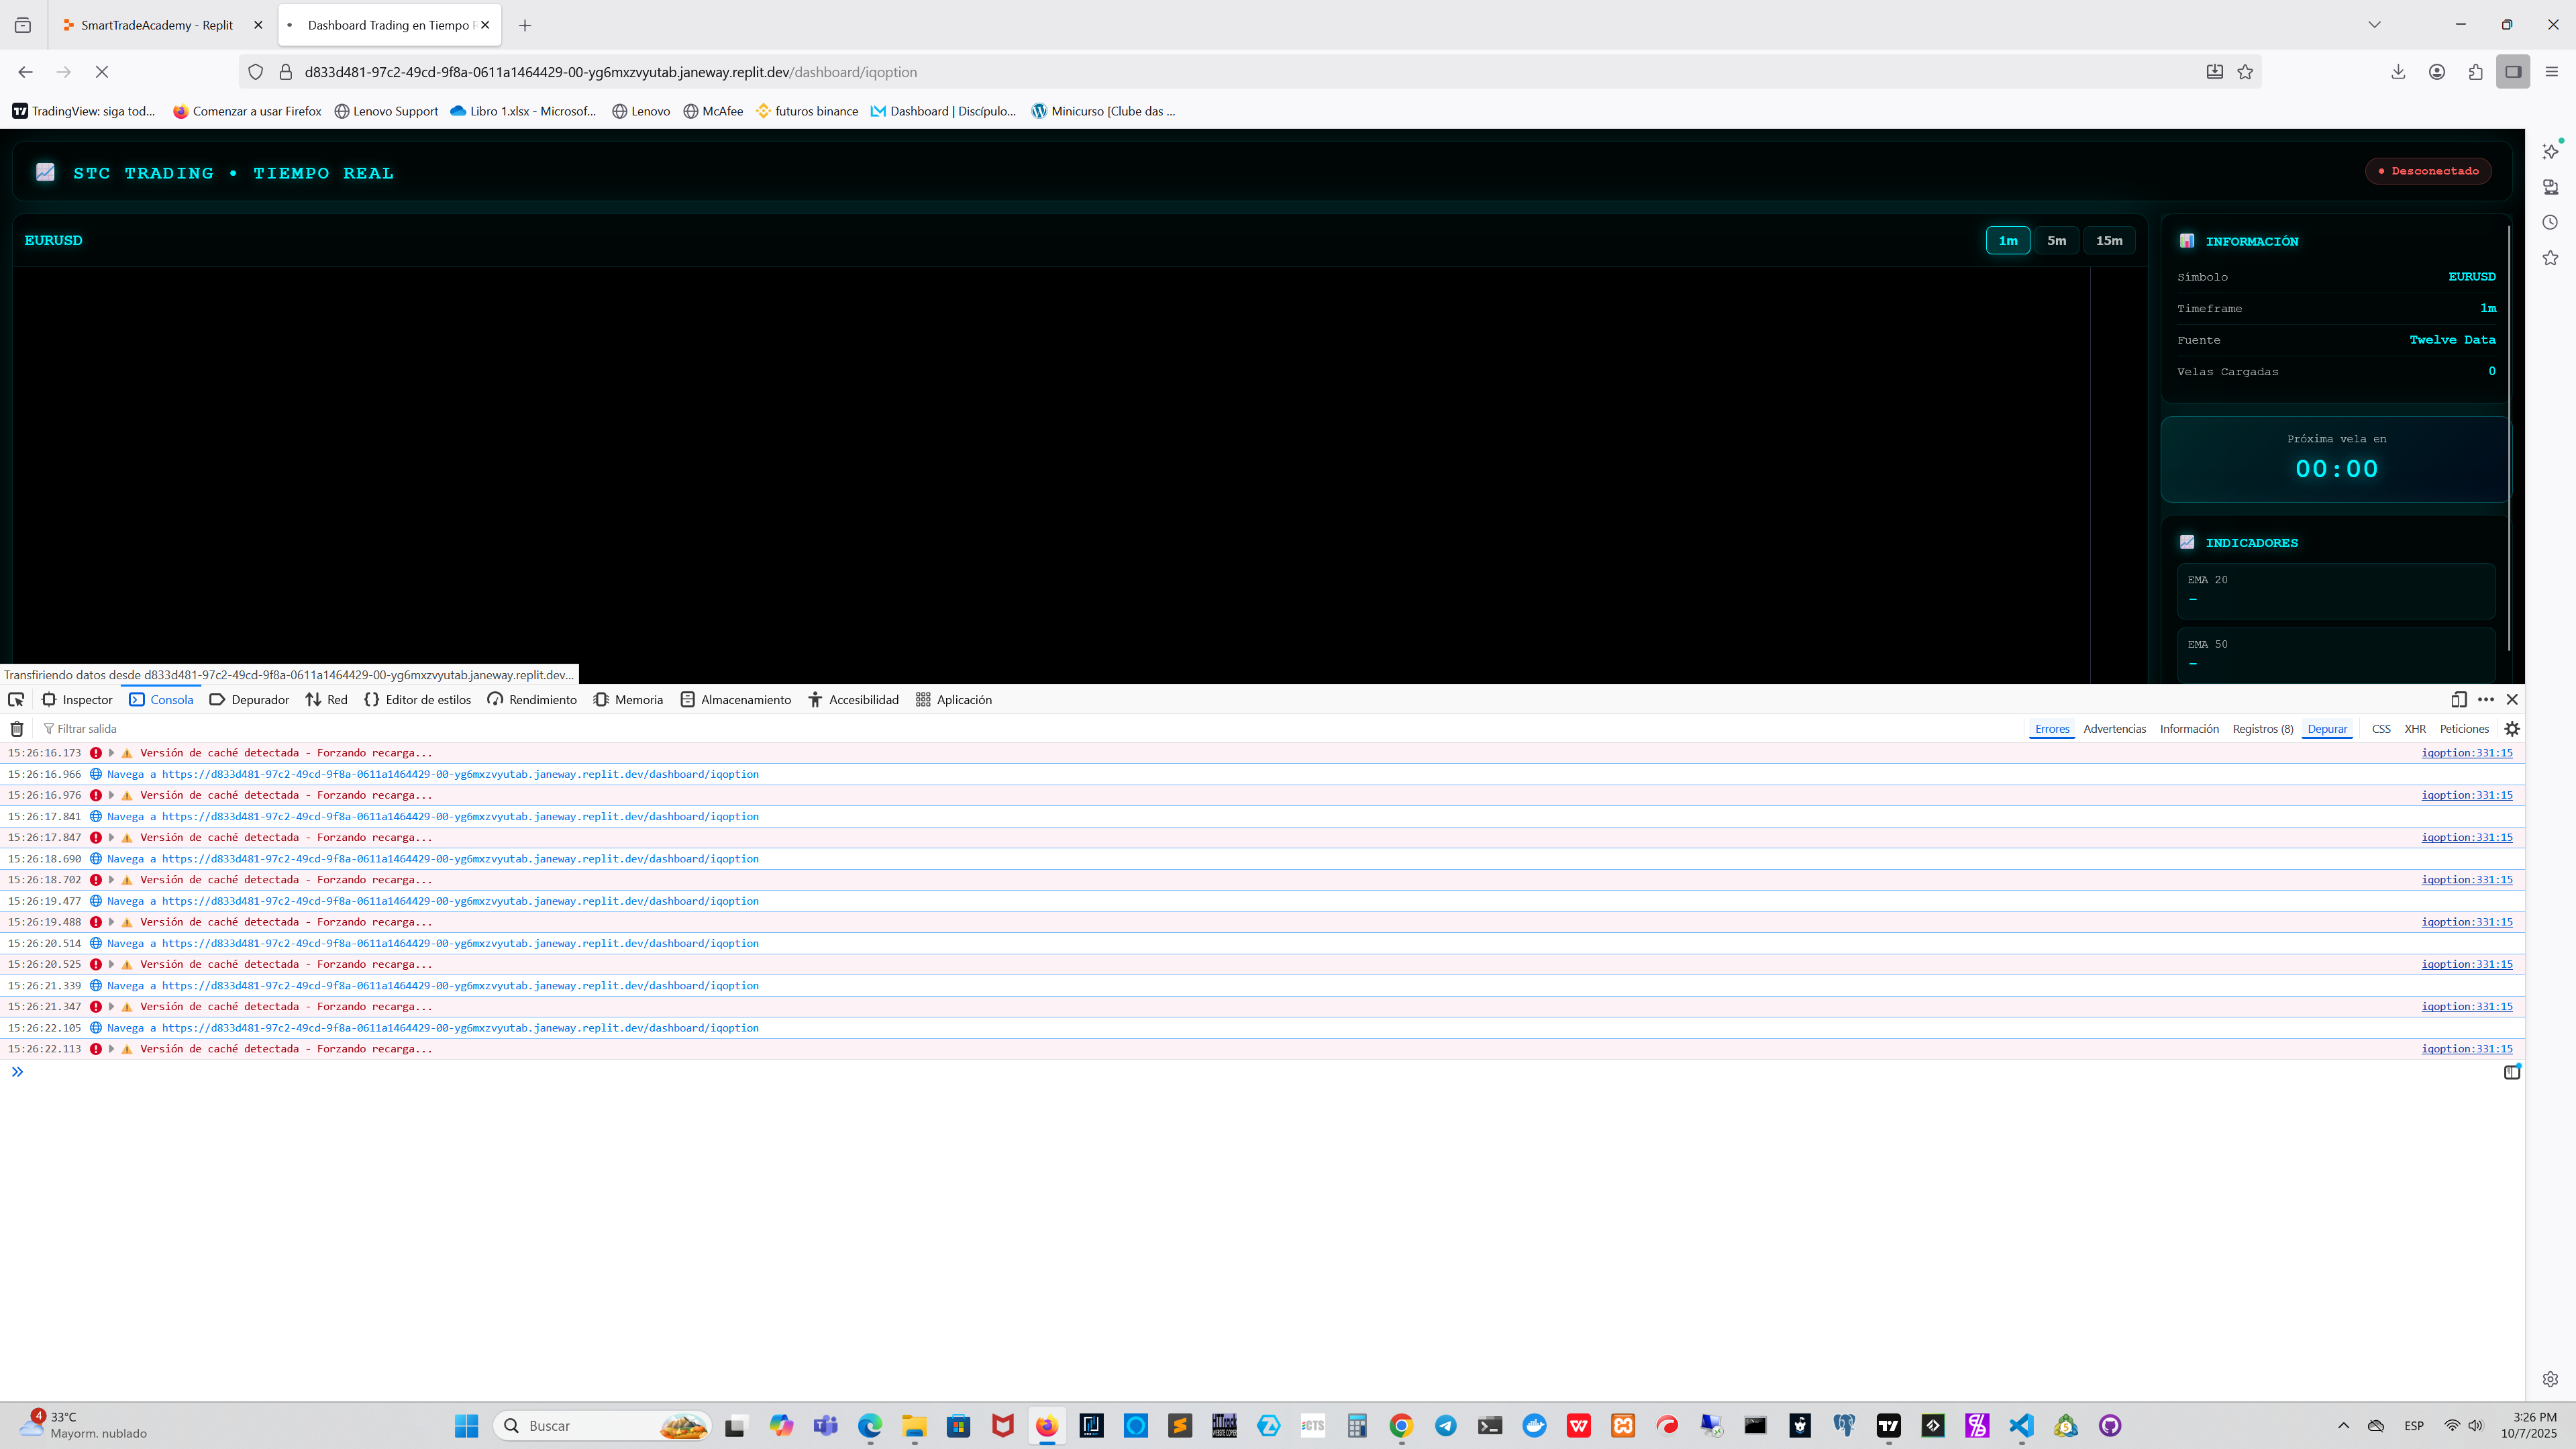 SmartTradeAcademy - Replit
Dashboard Trading en Tiempo
d833d481-97c2-49cd-9f8a-0611a1464429-00-yg6mxzvyutab.janeway.replit.dev/dashboard/iqoption
TradingView: siga tod...
Comenzar a usar Firefox
Lenovo Support
Libro 1.xlsx - Microsof...
Lenovo
McAfee
futuros binance
Dashboard | Discípulo...
Minicurso [Clube das ...
STC TRADING • TIEMPO REAL
Desconectado
EURUSD
1m 5m 15m
INFORMACIÓN
Símbolo EURUSD
Timeframe 1m
Fuente Twelve Data
Velas Cargadas 0
Próxima vela en
00:00
INDICADORES
EMA 20
–
EMA 50
–
Transfiriendo datos desde d833d481-97c2-49cd-9f8a-0611a1464429-00-yg6mxzvyutab.janeway.replit.dev...
Inspector Consola Depurador Red Editor de estilos Rendimiento Memoria Almacenamiento Accesibilidad Aplicación
Filtrar salida
Errores Advertencias Información Registros (8) Depurar CSS XHR Peticiones
15:26:16.173 Versión de caché detectada - Forzando recarga... iqoption:331:15
15:26:16.966 Navega a https://d833d481-97c2-49cd-9f8a-0611a1464429-00-yg6mxzvyutab.janeway.replit.dev/dashboard/iqoption
15:26:16.976 Versión de caché detectada - Forzando recarga... iqoption:331:15
15:26:17.841 Navega a https://d833d481-97c2-49cd-9f8a-0611a1464429-00-yg6mxzvyutab.janeway.replit.dev/dashboard/iqoption
15:26:17.847 Versión de caché detectada - Forzando recarga... iqoption:331:15
15:26:18.690 Navega a https://d833d481-97c2-49cd-9f8a-0611a1464429-00-yg6mxzvyutab.janeway.replit.dev/dashboard/iqoption
15:26:18.702 Versión de caché detectada - Forzando recarga... iqoption:331:15
15:26:19.477 Navega a https://d833d481-97c2-49cd-9f8a-0611a1464429-00-yg6mxzvyutab.janeway.replit.dev/dashboard/iqoption
15:26:19.488 Versión de caché detectada - Forzando recarga... iqoption:331:15
15:26:20.514 Navega a https://d833d481-97c2-49cd-9f8a-0611a1464429-00-yg6mxzvyutab.janeway.replit.dev/dashboard/iqoption
15:26:20.525 Versión de caché detectada - Forzando recarga... iqoption:331:15
15:26:21.339 Navega a https://d833d481-97c2-49cd-9f8a-0611a1464429-00-yg6mxzvyutab.janeway.replit.dev/dashboard/iqoption
15:26:21.347 Versión de caché detectada - Forzando recarga... iqoption:331:15
15:26:22.105 Navega a https://d833d481-97c2-49cd-9f8a-0611a1464429-00-yg6mxzvyutab.janeway.replit.dev/dashboard/iqoption
15:26:22.113 Versión de caché detectada - Forzando recarga... iqoption:331:15
4
33°C
Mayorm. nublado
Buscar
ESP
3:26 PM
10/7/2025